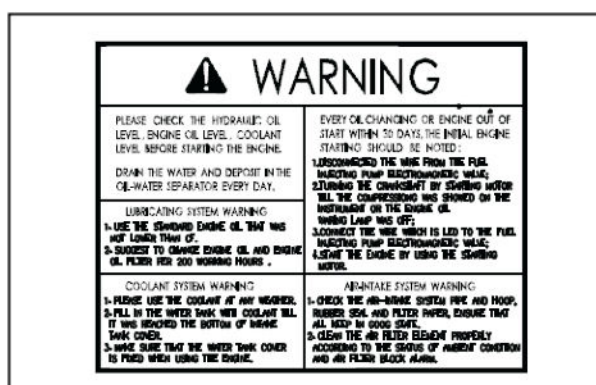 WARNING
PLEASE CHECK THE HYDRAULIC OIL
LEVEL, ENGINE OIL LEVEL, COOLANT
LEVEL BEFORE STARTING THE ENGINE.
DRAIN THE WATER AND DEPOSIT IN THE
OIL-WATER SEPARATOR EVERY DAY.
LUBRICATING SYSTEM WARNING
1- USE THE STANDARD ENGINE OIL THAT WAS
NOT LOWER THAN CF.
2- SUGGEST TO CHANGE ENGINE OIL AND ENGINE
OIL FILTER PER 200 WORKING HOURS .
COOLANT SYSTEM WARNING
1- PLEASE USE THE COOLANT AT ANY WEATHER.
2- FILL IN THE WATER TANK WITH COOLANT TILL
IT WAS REACHED THE BOTTOM OF INTAKE
TANK COVER.
3- MAKE SURE THAT THE WATER TANK COVER
IS FIXED WHEN USING THE ENGINE.
EVERY OIL CHANGING OR ENGINE OUT OF
START WITHIN 30 DAYS, THE INITIAL ENGINE
STARTING SHOULD BE NOTED:
1.DISCONNECTED THE WIRE FROM THE FUEL
INJECTING PUMP ELECTROMAGNETIC VALVE;
2.TURNING THE CRANKSHAFT BY STARTING MOTOR
TILL THE COMPRESSIONG WAS SHOWED ON THE
INSTRUMENT OR THE ENGINE OIL
WARING LAMP WAS OFF;
3.CONNECT THE WIRE WHICH IS LED TO THE FUEL
INJECTING PUMP ELECTROMAGNETIC VALVE;
4.START THE ENGINE BY USING THE STARTING
MOTOR.
AIR-INTAKE SYSTEM WARNING
1- CHECK THE AIR-INTAKE SYSTEM PIPE AND HOOP,
RUBBER SEAL AND FILTER PAPER, ENSURE THAT
ALL KEEP IN GOOG STATE.
2- CLEAN THE AIR FILTER ELEMENT PROPERLY
ACCORDING TO THE STATUS OF AMBIENT CONDITION
AND AIR FILTER BLOCK ALARM.